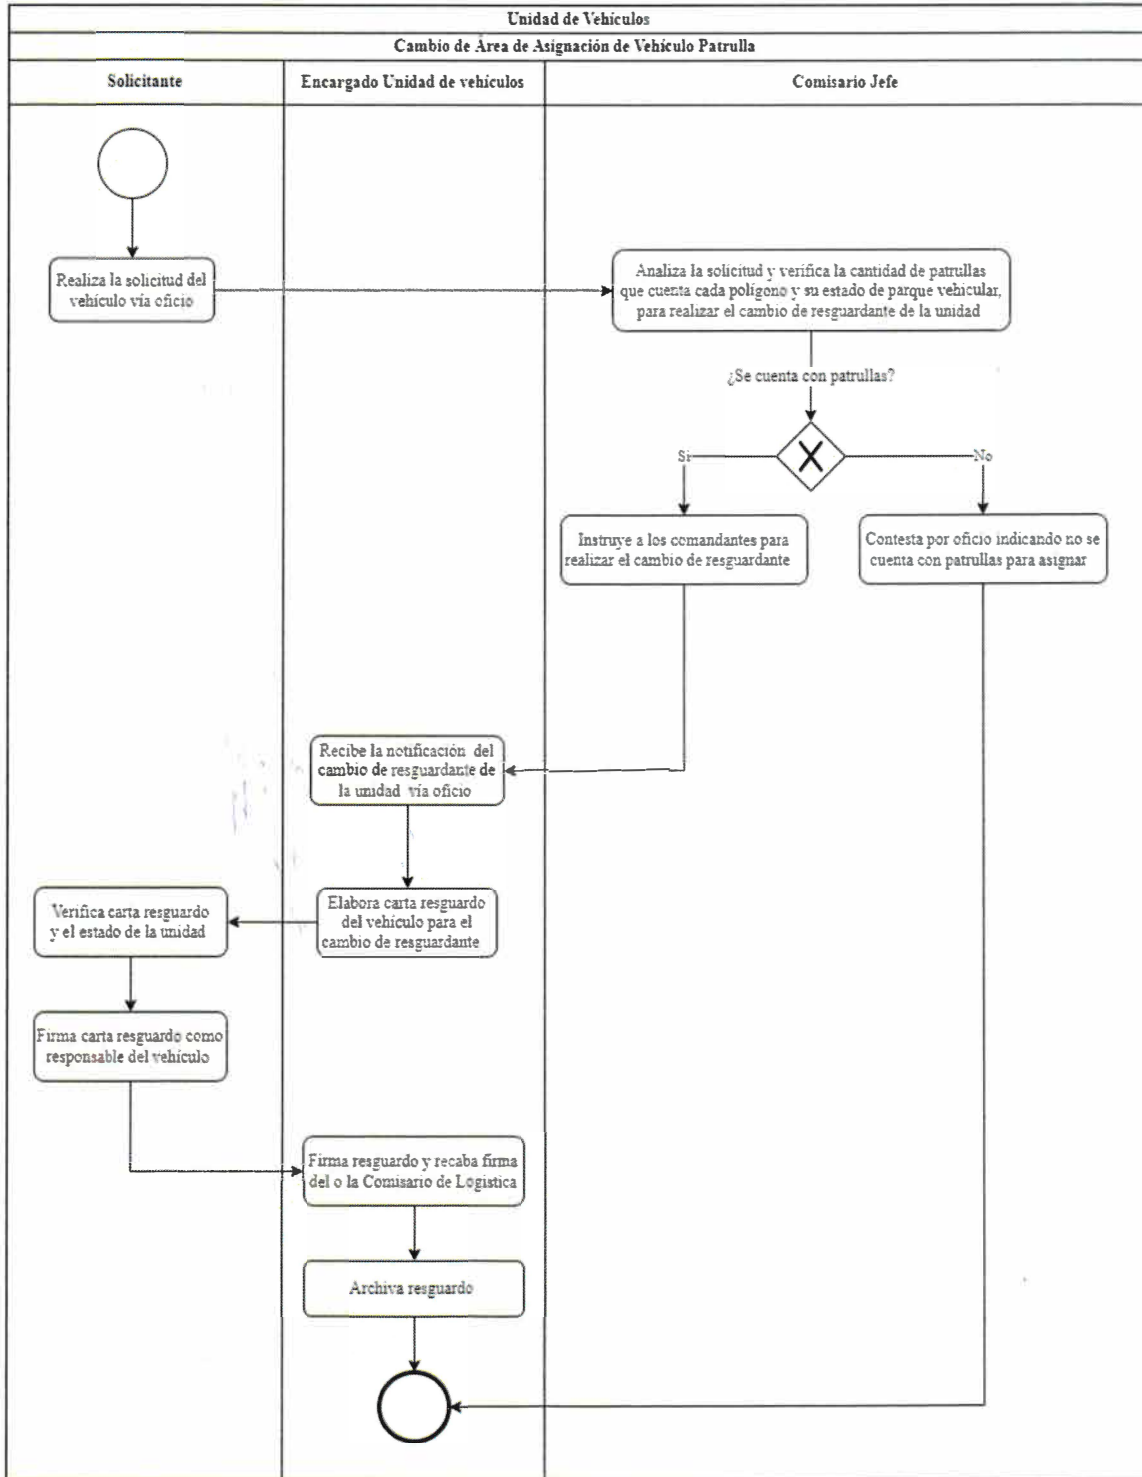 Unidad de Vehículos
Cambio de Área de Asignación de Vehículo Patrulla
Solicitante
Encargado Unidad de vehículos
Comisario Jefe
Realiza la solicitud del
vehículo vía oficio
Analiza la solicitud y verifica la cantidad de patrullas
que cuenta cada polígono y su estado de parque vehicular,
para realizar el cambio de resguardante de la unidad
¿Se cuenta con patrullas?
Si
No
Instruye a los comandantes para
realizar el cambio de resguardante
Contesta por oficio indicando no se
cuenta con patrullas para asignar
Recibe la notificación del
cambio de resguardante de
la unidad vía oficio
Elabora carta resguardo
del vehículo para el
cambio de resguardante
Verifica carta resguardo
y el estado de la unidad
Firma carta resguardo como
responsable del vehículo
Firma resguardo y recaba firma
del o la Comisario de Logistica
Archiva resguardo